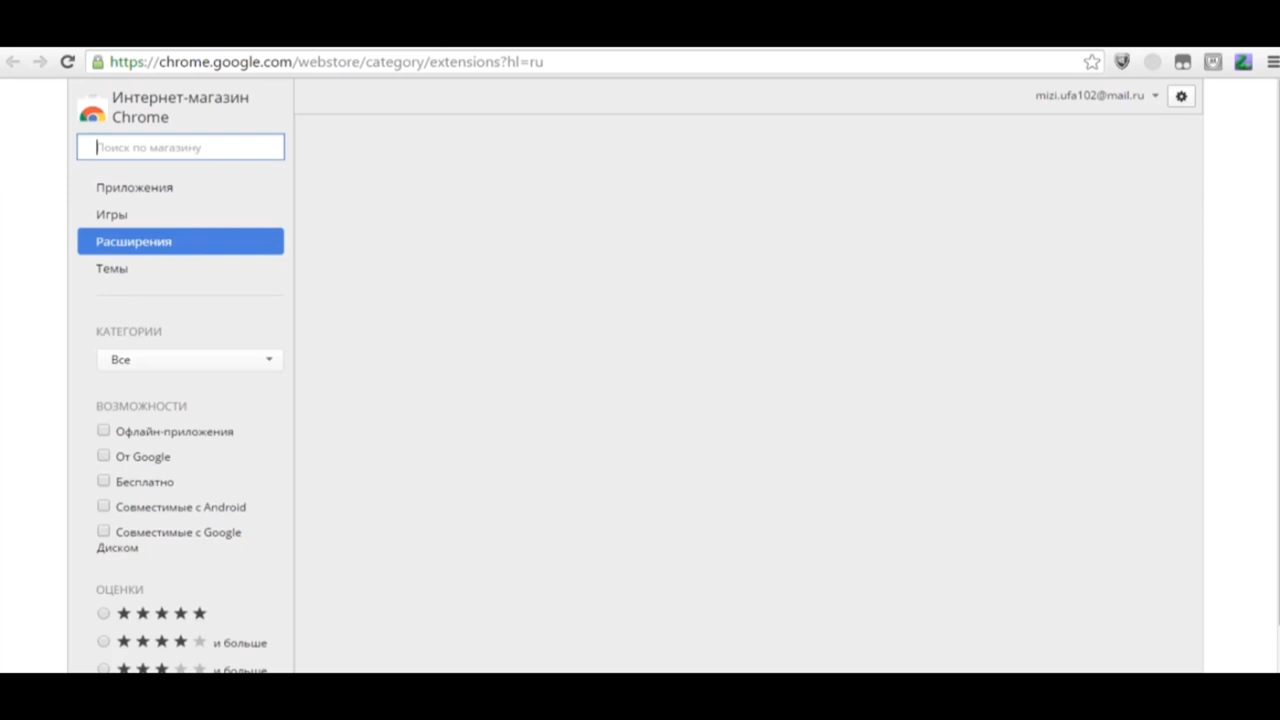 https://chrome.google.com/webstore/category/extensions?hl=ru
Интернет-магазин
Chrome
mizi.ufa102@mail.ru
Поиск по магазину
Приложения
Игры
Расширения
Темы
КАТЕГОРИИ
Все
ВОЗМОЖНОСТИ
Офлайн-приложения
От Google
Бесплатно
Совместимые с Android
Совместимые с Google
Диском
ОЦЕНКИ
и больше
и больше